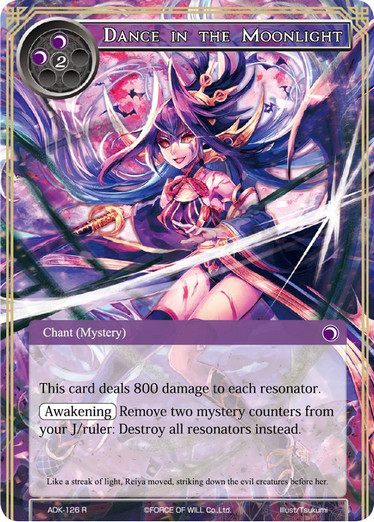 2
DANCE IN THE MOONLIGHT
Chant (Mystery)
This card deals 800 damage to each resonator.
Awakening Remove two mystery counters from
your J/ruler: Destroy all resonators instead.
Like a streak of light, Reiya moved, striking down the evil creatures before her.
ADK-126 R ©FORCE OF WILL Co.,Ltd. Illust/Tsukumi